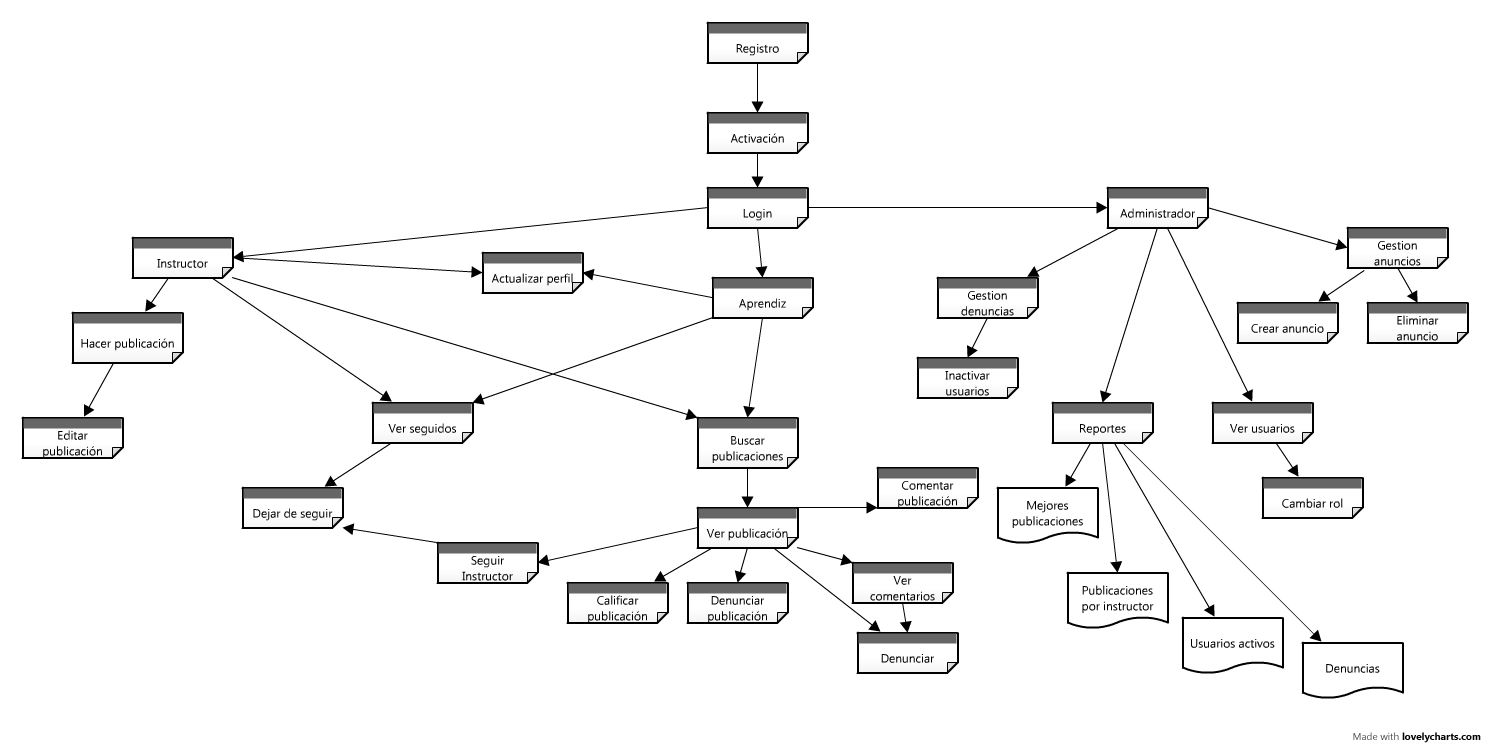 Registro
Activación
Login
Administrador
Instructor
Actualizar perfil
Aprendiz
Gestion
anuncios
Gestion
denuncias
Crear anuncio
Eliminar
anuncio
Hacer publicación
Inactivar
usuarios
Editar
publicación
Ver seguidos
Buscar
publicaciones
Reportes
Ver usuarios
Dejar de seguir
Comentar
publicación
Mejores
publicaciones
Cambiar rol
Ver publicación
Seguir
Instructor
Calificar
publicación
Denunciar
publicación
Ver
comentarios
Publicaciones
por instructor
Denunciar
Usuarios activos
Denuncias
Made with lovelycharts.com